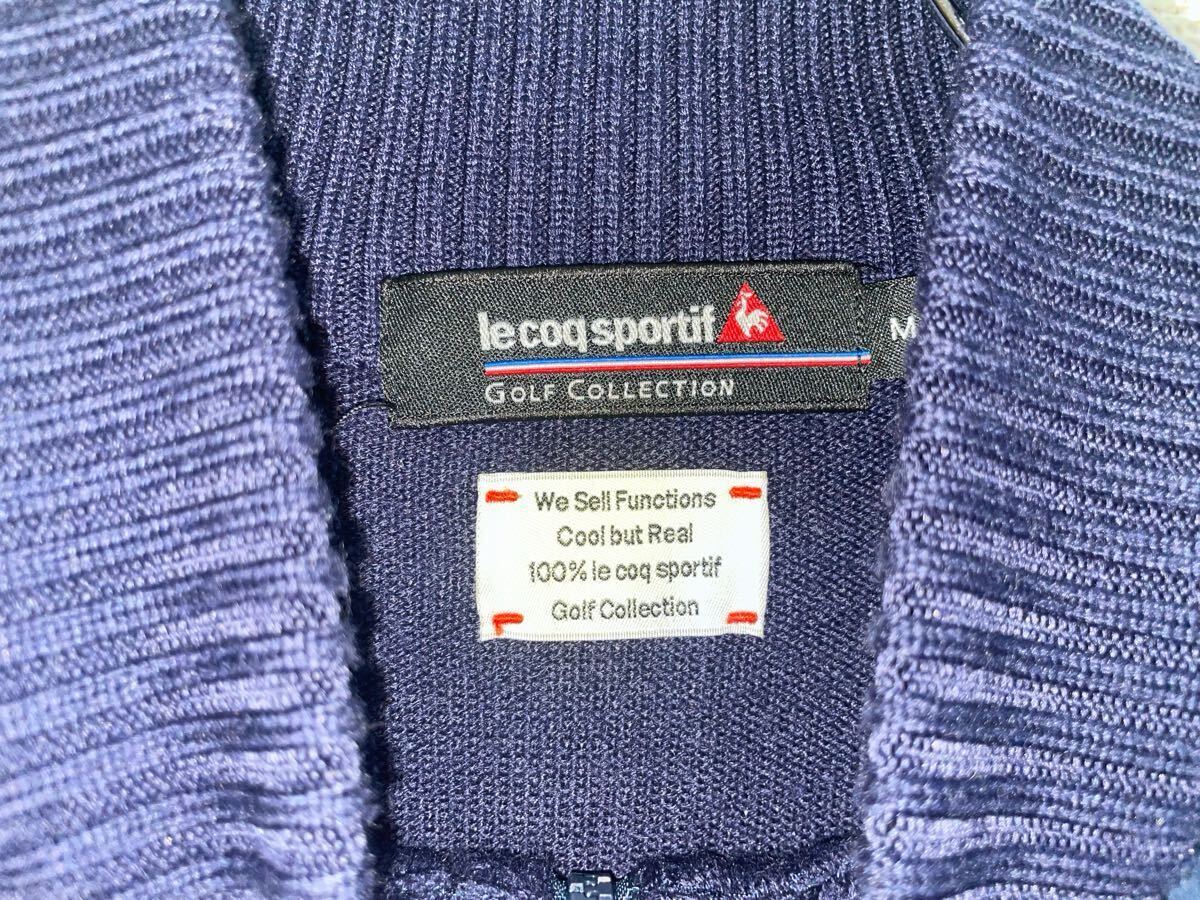 le coq sportif
M
GOLF COLLECTION
We Sell Functions
Cool but Real
100% le coq sportif
Golf Collection